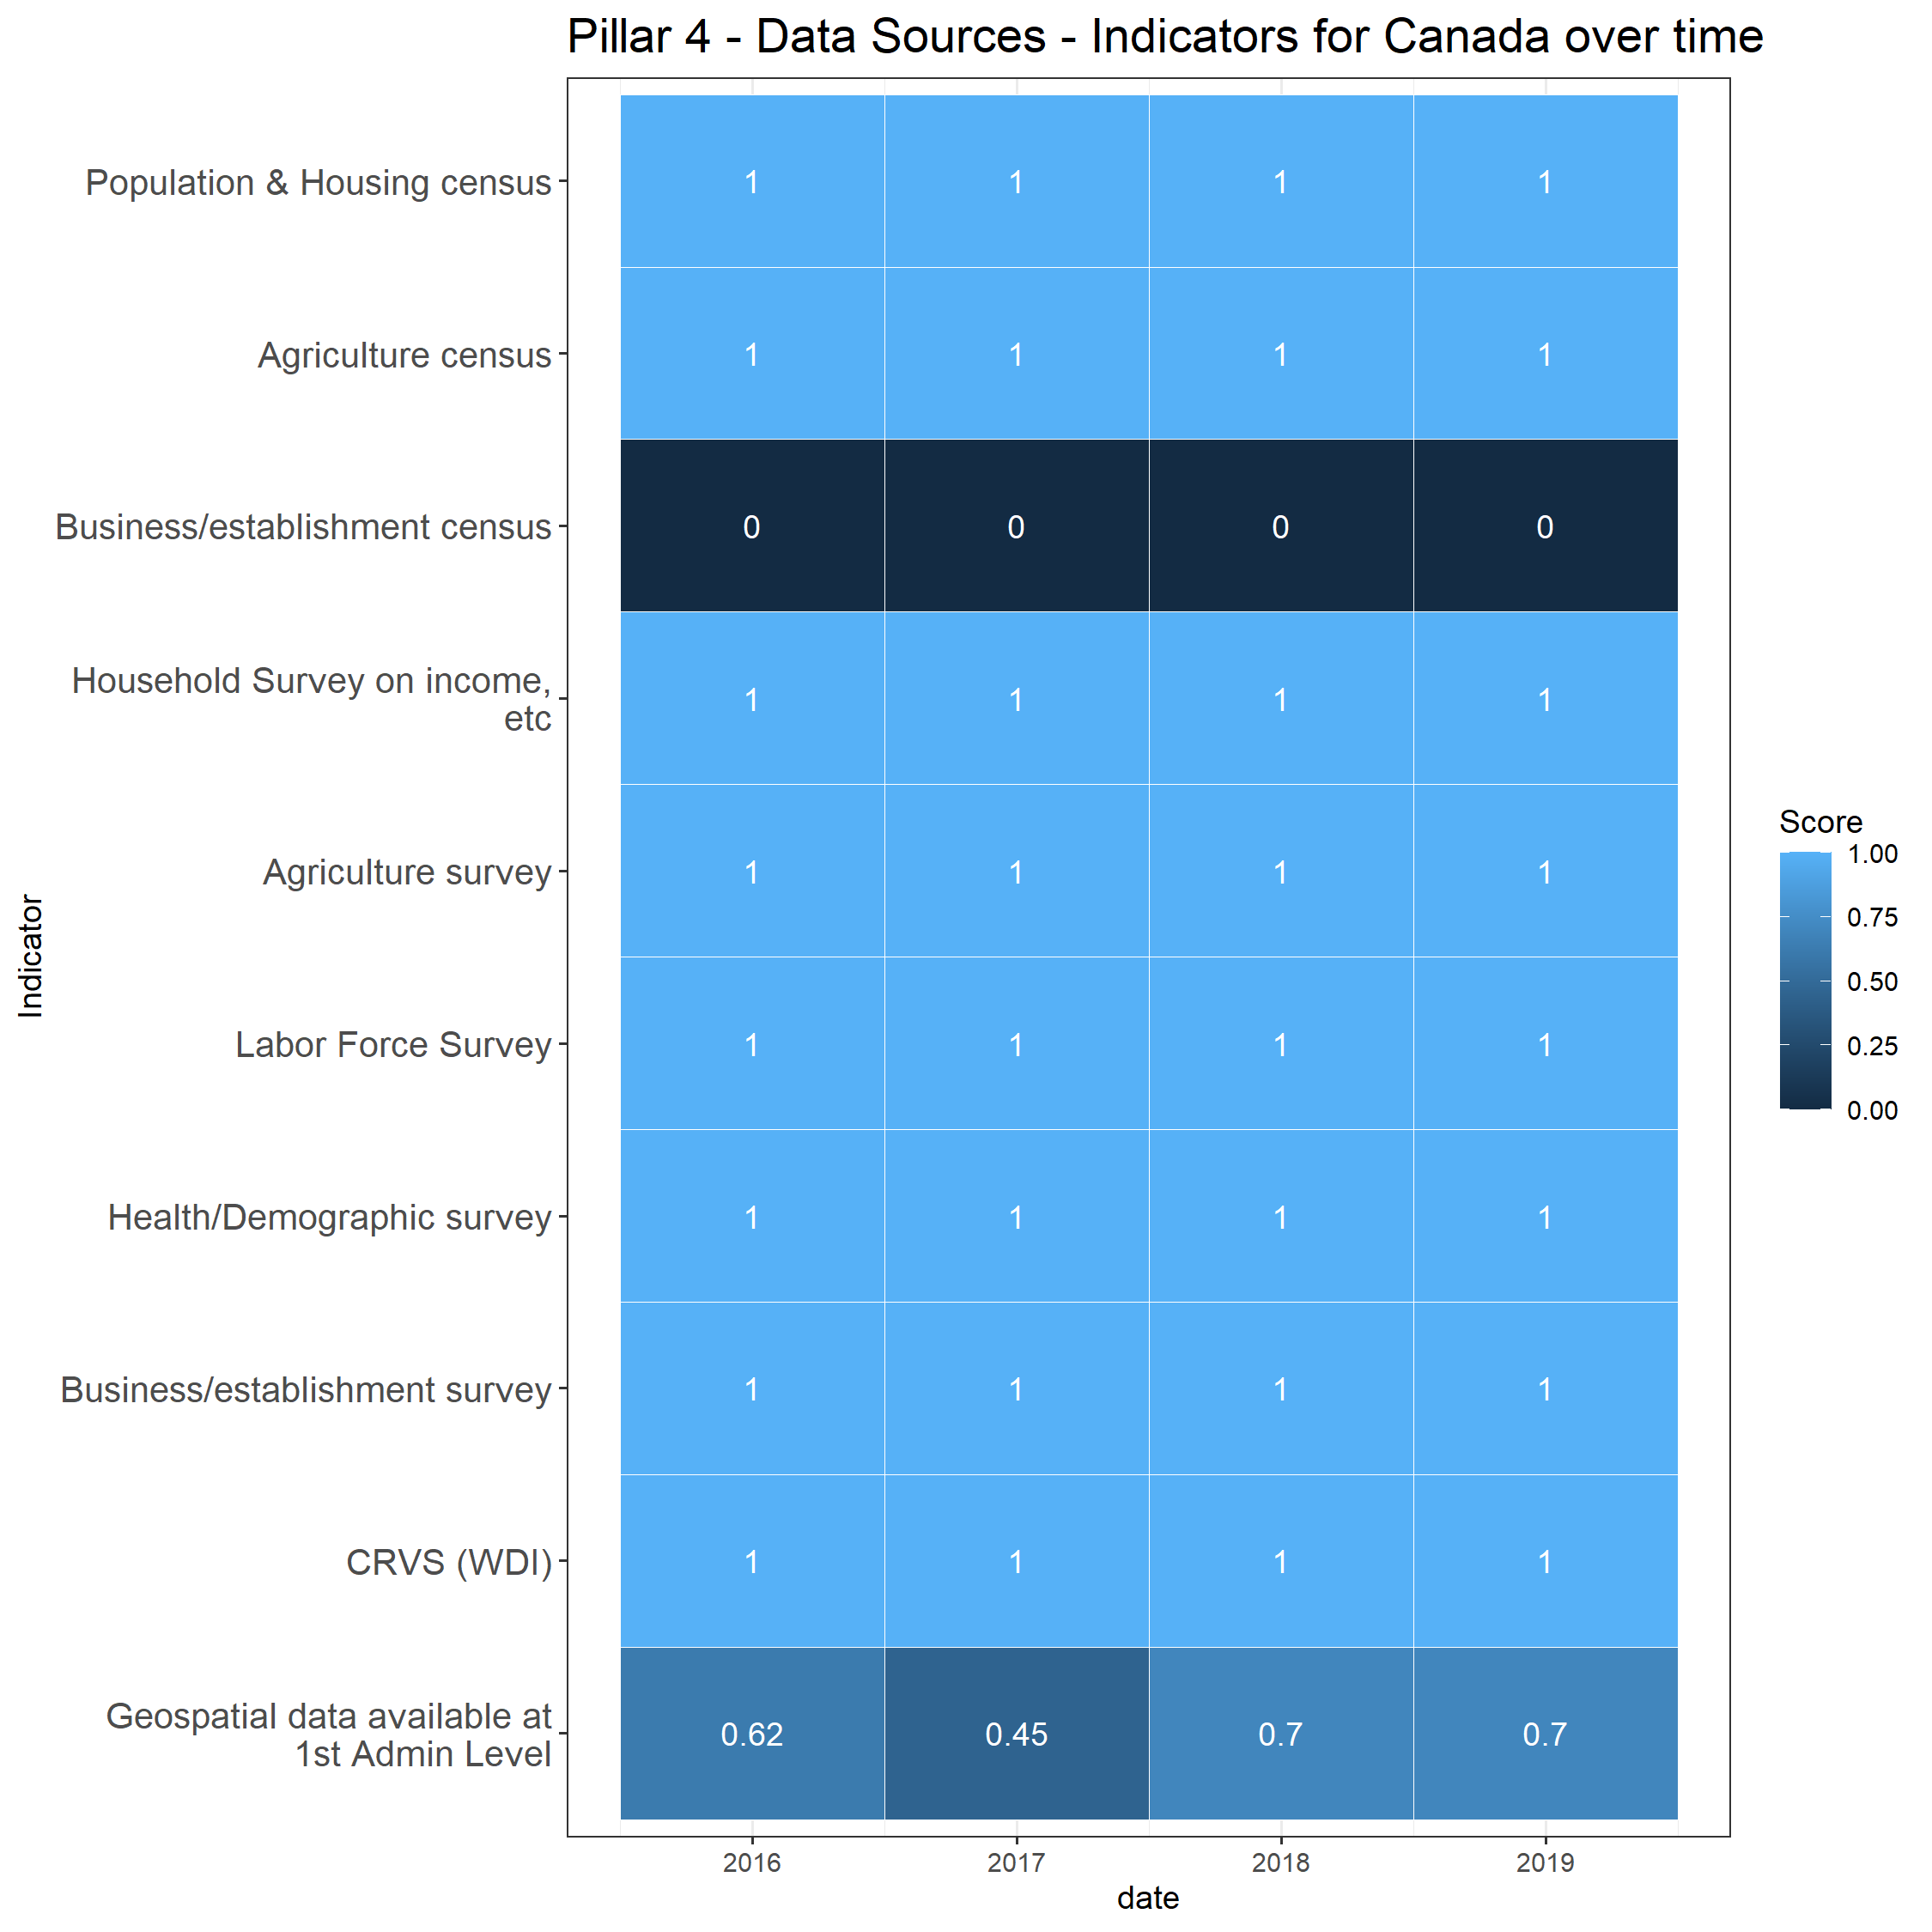 Pillar 4 - Data Sources - Indicators for Canada over time
Indicator
Population & Housing census
1 1 1 1
Agriculture census
1 1 1 1
Business/establishment census
0 0 0 0
Household Survey on income,
etc
1 1 1 1
Agriculture survey
1 1 1 1
Labor Force Survey
1 1 1 1
Health/Demographic survey
1 1 1 1
Business/establishment survey
1 1 1 1
CRVS (WDI)
1 1 1 1
Geospatial data available at
1st Admin Level
0.62 0.45 0.7 0.7
2016 2017 2018 2019
date
Score
1.00
0.75
0.50
0.25
0.00